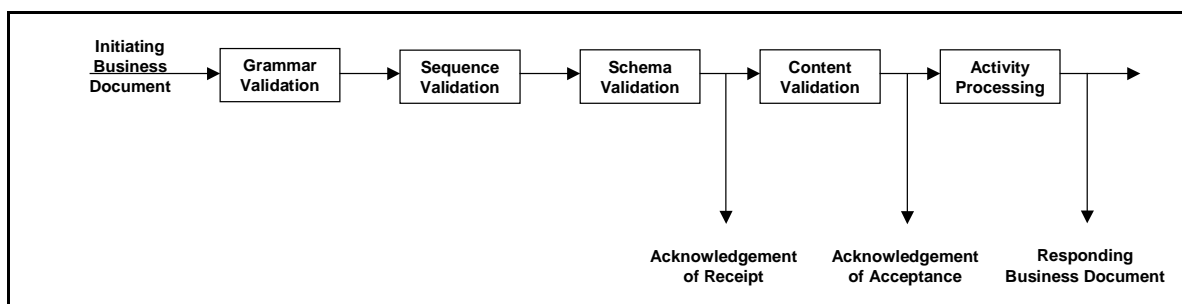 Initiating
Business
Document
Grammar
Validation
Sequence
Validation
Schema
Validation
Content
Validation
Activity
Processing
Acknowledgement
of Receipt
Acknowledgement
of Acceptance
Responding
Business Document